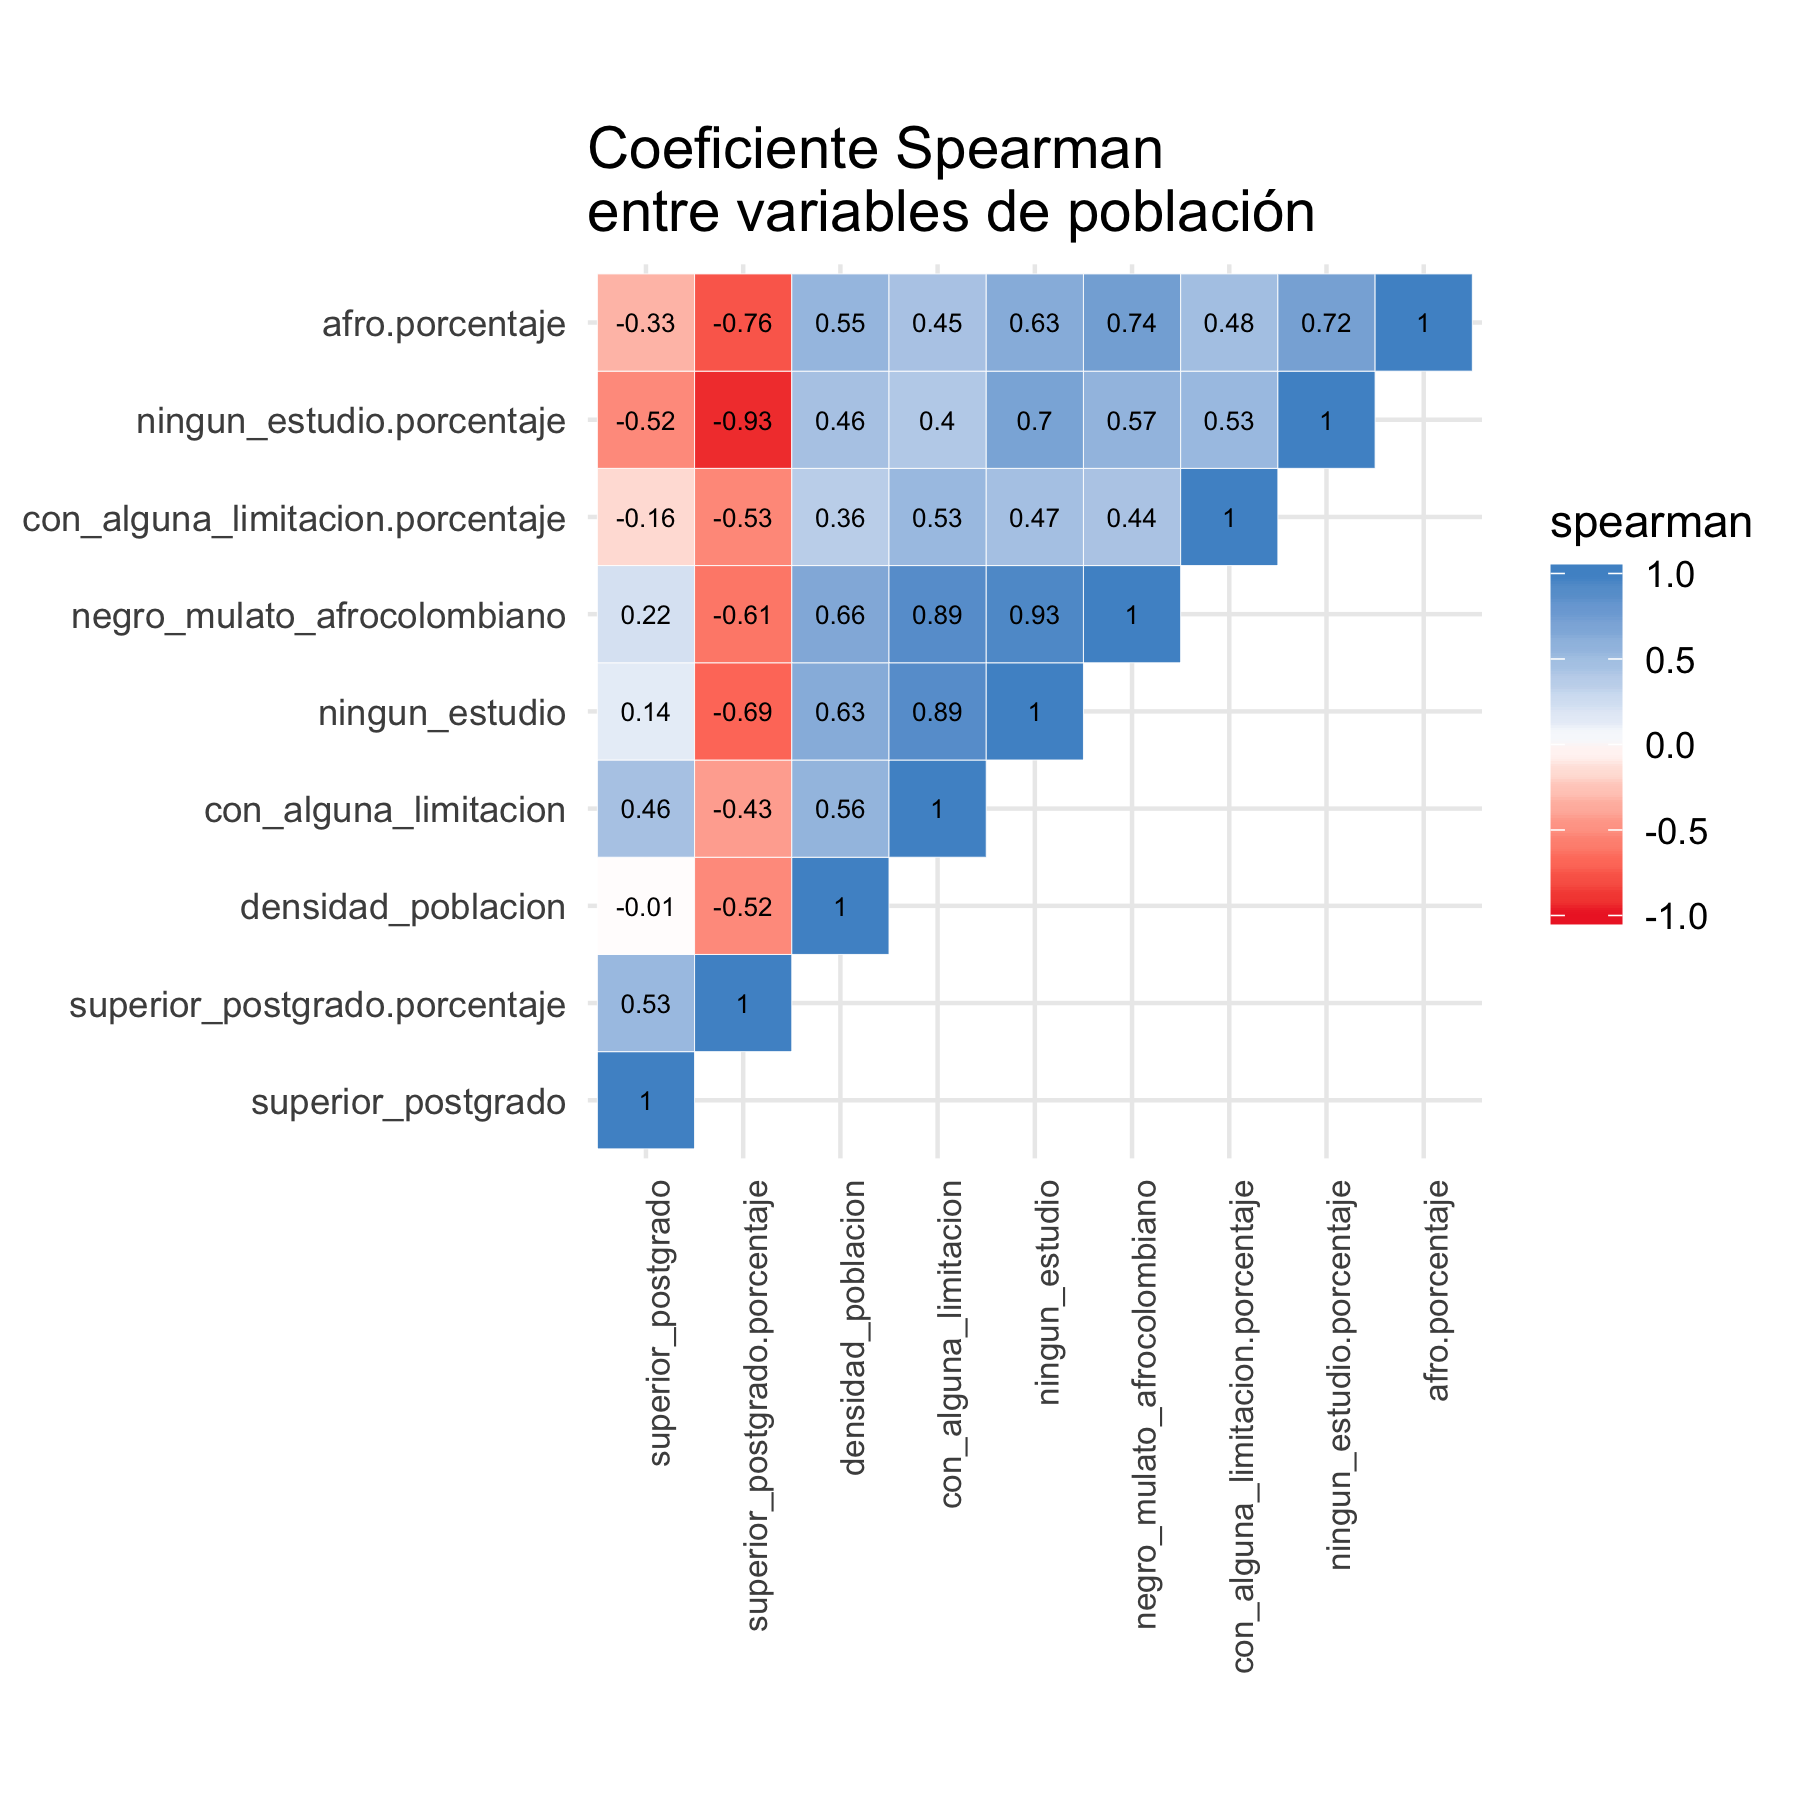 Coeficiente Spearman
entre variables de población
afro.porcentaje -0.33 -0.76 0.55 0.45 0.63 0.74 0.48 0.72 1
ningun_estudio.porcentaje -0.52 -0.93 0.46 0.4 0.7 0.57 0.53 1
con_alguna_limitacion.porcentaje -0.16 -0.53 0.36 0.53 0.47 0.44 1
negro_mulato_afrocolombiano 0.22 -0.61 0.66 0.89 0.93 1
ningun_estudio 0.14 -0.69 0.63 0.89 1
con_alguna_limitacion 0.46 -0.43 0.56 1
densidad_poblacion -0.01 -0.52 1
superior_postgrado.porcentaje 0.53 1
superior_postgrado 1
superior_postgrado
superior_postgrado.porcentaje
densidad_poblacion
con_alguna_limitacion
ningun_estudio
negro_mulato_afrocolombiano
con_alguna_limitacion.porcentaje
ningun_estudio.porcentaje
afro.porcentaje
spearman
1.0
0.5
0.0
-0.5
-1.0